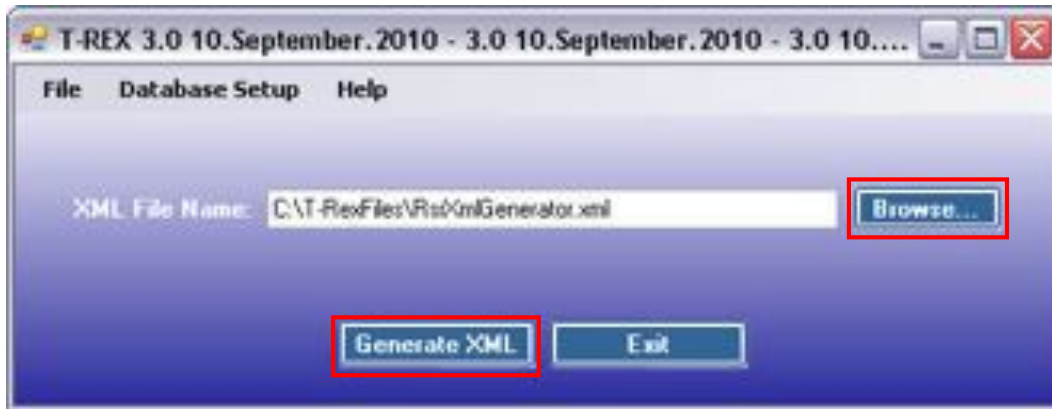 T-REX 3.0 10.September.2010 - 3.0 10.September.2010 - 3.0 10....
File Database Setup Help
XML File Name: C:\T-RexFiles\RstXmlGenerator.xml Browse...
Generate XML Exit